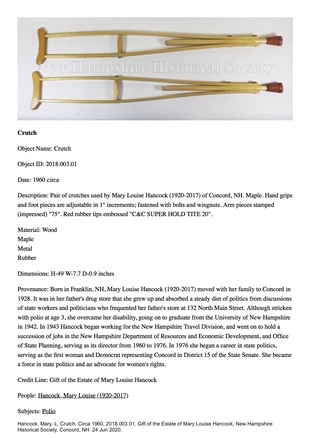 New Hampshire Historical Society
Crutch
Object Name: Crutch
Object ID: 2018.003.01
Date: 1960 circa
Description: Pair of crutches used by Mary Louise Hancock (1920-2017) of Concord, NH. Maple. Hand grips
and foot pieces are adjustable in 1" increments; fastened with bolts and wingnuts. Arm pieces stamped
(impressed) "75". Red rubber tips embossed "C&C SUPER HOLD TITE 20".
Material: Wood
Maple
Metal
Rubber
Dimensions: H-49 W-7.7 D-0.9 inches
Provenance: Born in Franklin, NH, Mary Louise Hancock (1920-2017) moved with her family to Concord in
1928. It was in her father's drug store that she grew up and absorbed a steady diet of politics from discussions
of state workers and politicians who frequented her father's store at 132 North Main Street. Although stricken
with polio at age 3, she overcame her disability, going on to graduate from the University of New Hampshire
in 1942. In 1943 Hancock began working for the New Hampshire Travel Division, and went on to hold a
succession of jobs in the New Hampshire Department of Resources and Economic Development, and Office
of State Planning, serving as its director from 1960 to 1976. In 1976 she began a career in state politics,
serving as the first woman and Democrat representing Concord in District 15 of the State Senate. She became
a force in state politics and an advocate for women's rights.
Credit Line: Gift of the Estate of Mary Louise Hancock
People: Hancock, Mary Louise (1920-2017)
Subjects: Polio
Hancock, Mary, L. Crutch. Circa 1960, 2018.003.01, Gift of the Estate of Mary Louise Hancock, New Hampshire
Historical Society, Concord, NH. 24 Jun 2020.